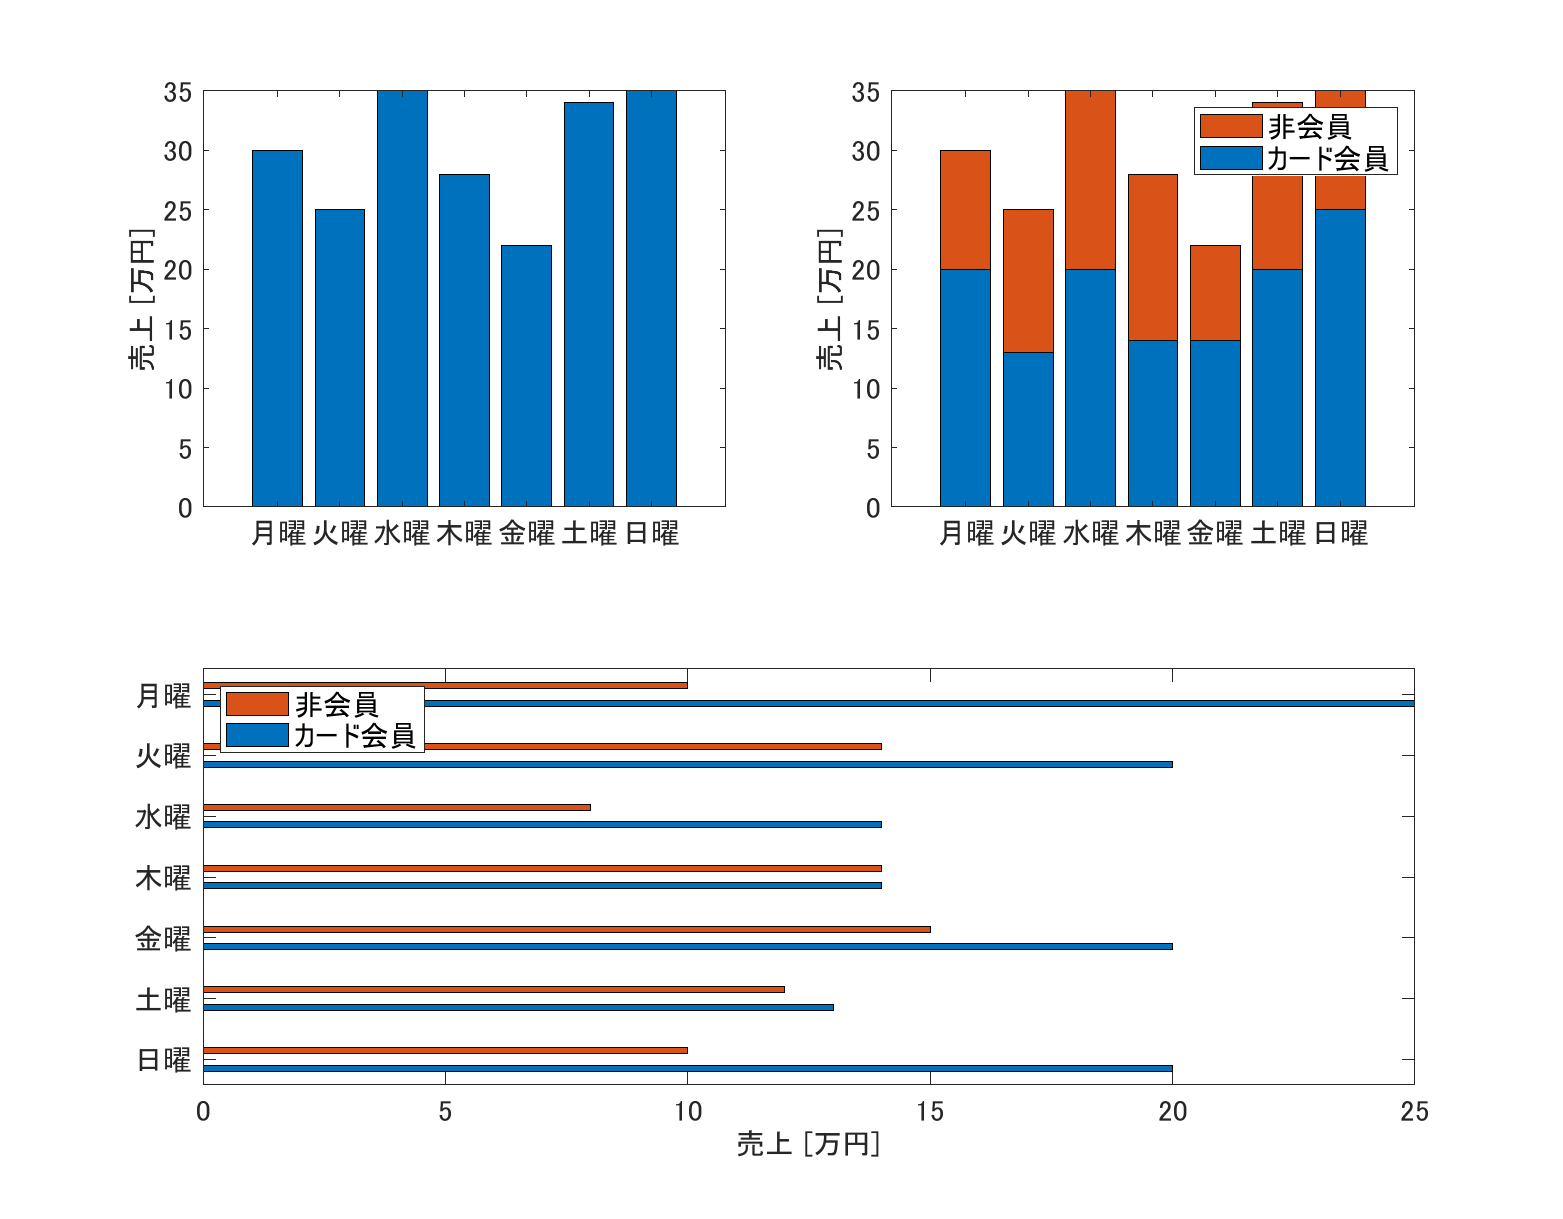 35
30
25
20
15
10
5
0
売上 [万円]
月曜 火曜 水曜 木曜 金曜 土曜 日曜
35
30
25
20
15
10
5
0
売上 [万円]
非会員
カード会員
月曜 火曜 水曜 木曜 金曜 土曜 日曜
月曜
火曜
水曜
木曜
金曜
土曜
日曜
非会員
カード会員
0 5 10 15 20 25
売上 [万円]